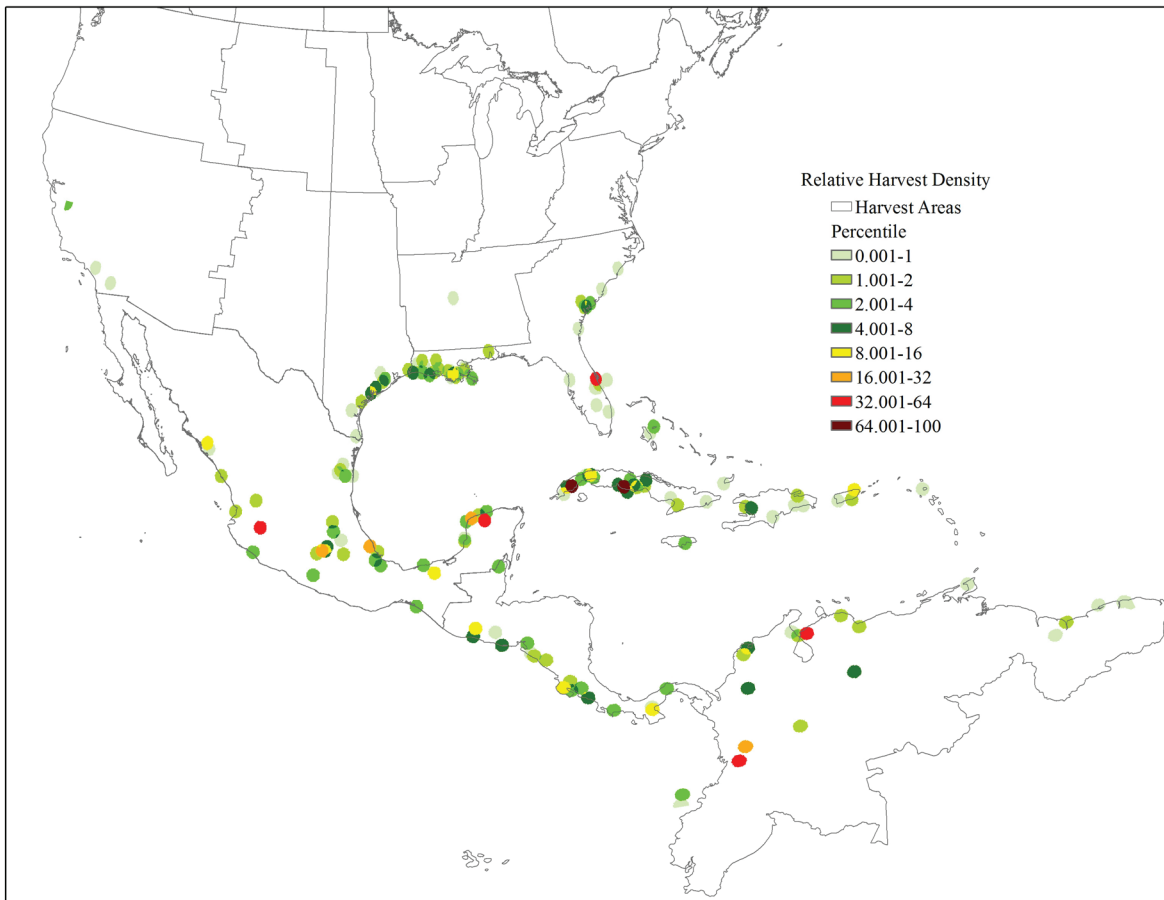 Relative Harvest Density
Harvest Areas
Percentile
0.001-1
1.001-2
2.001-4
4.001-8
8.001-16
16.001-32
32.001-64
64.001-100